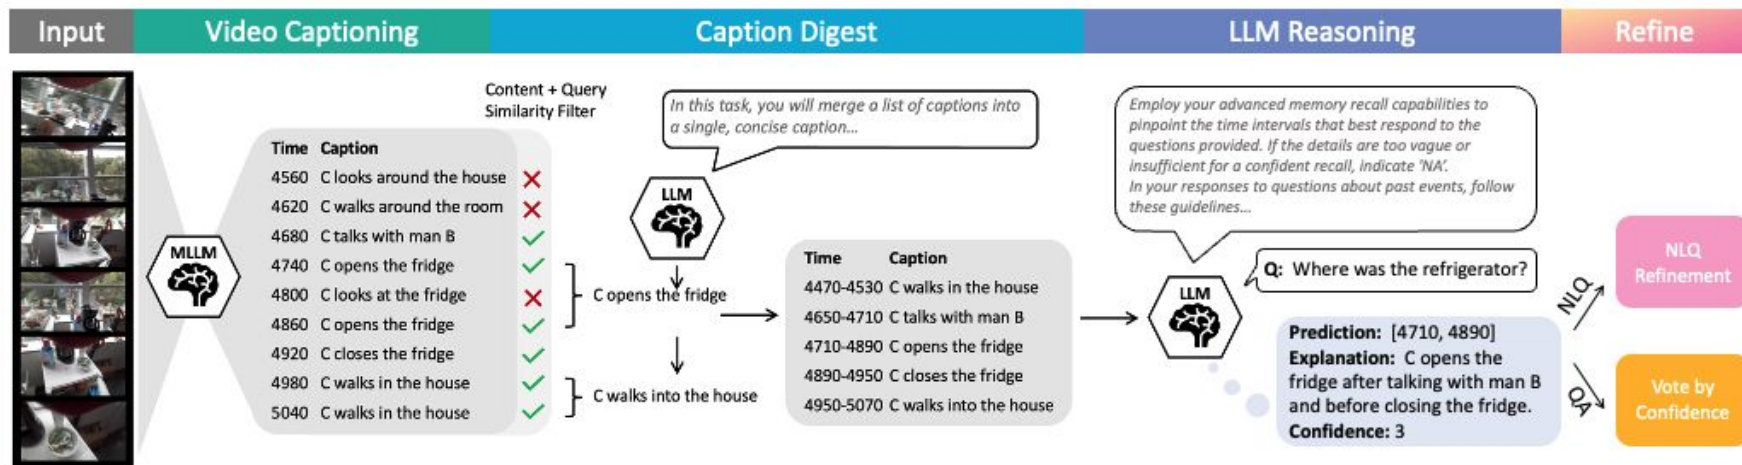 Input
Video Captioning
Caption Digest
LLM Reasoning
Refine
Content + Query
Similarity Filter
Time Caption
4560 C looks around the house
4620 C walks around the room
4680 C talks with man B
4740 C opens the fridge
4800 C looks at the fridge
4860 C opens the fridge
4920 C closes the fridge
4980 C walks in the house
5040 C walks in the house
MLLM
In this task, you will merge a list of captions into
a single, concise caption...
LLM
C opens the fridge
C walks into the house
Time Caption
4470-4530 C walks in the house
4650-4710 C talks with man B
4710-4890 C opens the fridge
4890-4950 C closes the fridge
4950-5070 C walks into the house
Employ your advanced memory recall capabilities to
pinpoint the time intervals that best respond to the
questions provided. If the details are too vague or
insufficient for a confident recall, indicate 'NA'.
In your responses to questions about past events, follow
these guidelines...
LLM
Q: Where was the refrigerator?
Prediction: [4710, 4890]
Explanation: C opens the
fridge after talking with man B
and before closing the fridge.
Confidence: 3
NLQ
QA
NLQ
Refinement
Vote by
Confidence